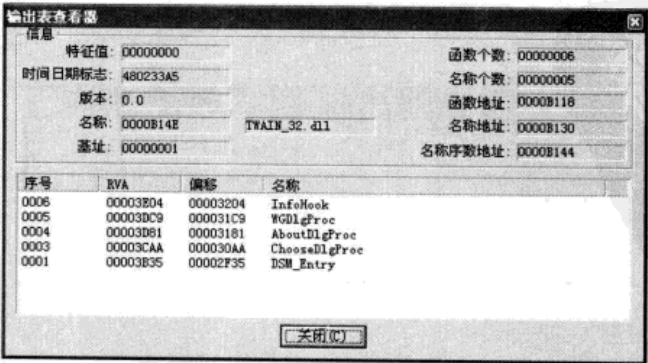 输出表查看器
信息
特征值: 00000000
时间日期标志: 480233A5
版本: 0.0
名称: 0000B14E TWAIN_32.dll
基址: 00000001
函数个数: 00000006
名称个数: 00000005
函数地址: 0000B118
名称地址: 0000B130
名称序数地址: 0000B144
序号 RVA 偏移 名称
0006 00003E04 00003204 InfoHook
0005 00003DC9 000031C9 WGDlgProc
0004 00003D81 00003181 AboutDlgProc
0003 00003CAA 000030AA ChooseDlgProc
0001 00003B35 00002F35 DSM_Entry
关闭(C)